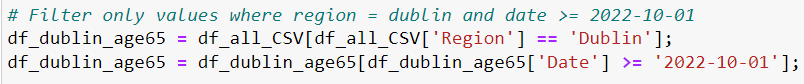 # Filter only values where region = dublin and date >= 2022-10-01
df_dublin_age65 = df_all_CSV[df_all_CSV['Region'] == 'Dublin'];
df_dublin_age65 = df_dublin_age65[df_dublin_age65['Date'] >= '2022-10-01'];